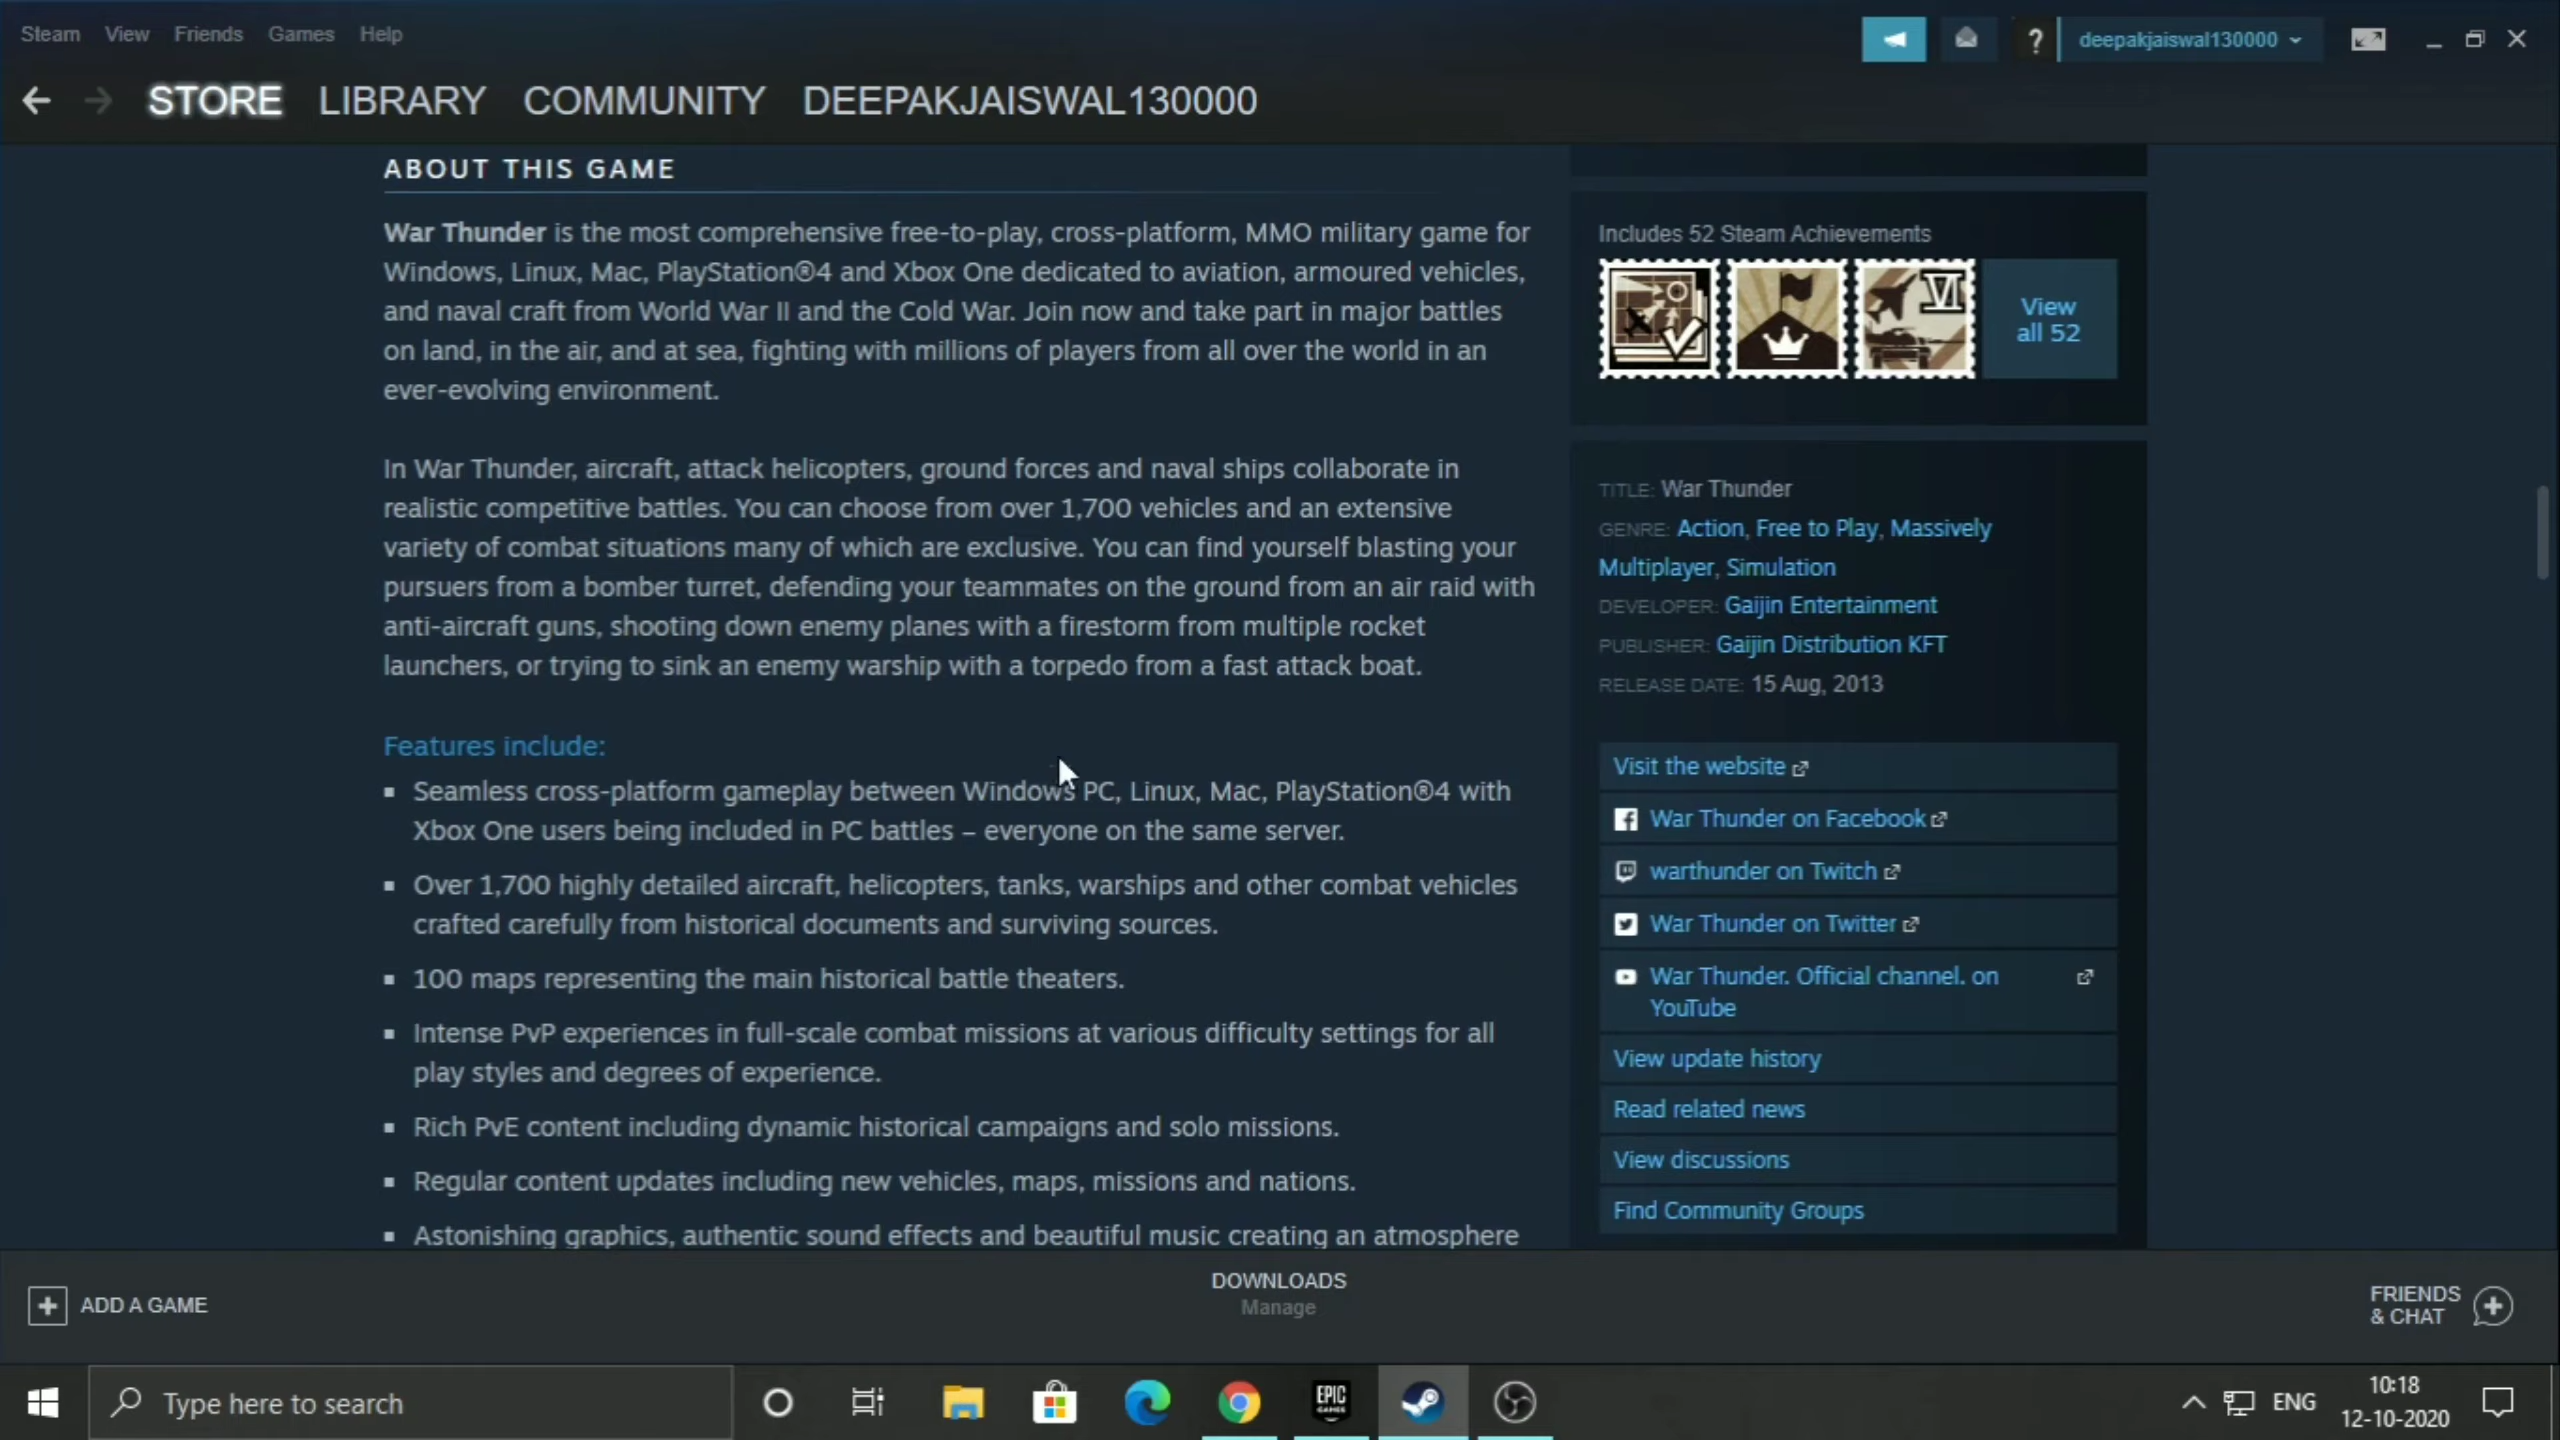 Steam View Friends Games Help
? deepakjaiswal130000
STORE LIBRARY COMMUNITY DEEPAKJAISWAL130000
ABOUT THIS GAME
War Thunder is the most comprehensive free-to-play, cross-platform, MMO military game for
Windows, Linux, Mac, PlayStation®4 and Xbox One dedicated to aviation, armoured vehicles,
and naval craft from World War II and the Cold War. Join now and take part in major battles
on land, in the air, and at sea, fighting with millions of players from all over the world in an
ever-evolving environment.
In War Thunder, aircraft, attack helicopters, ground forces and naval ships collaborate in
realistic competitive battles. You can choose from over 1,700 vehicles and an extensive
variety of combat situations many of which are exclusive. You can find yourself blasting your
pursuers from a bomber turret, defending your teammates on the ground from an air raid with
anti-aircraft guns, shooting down enemy planes with a firestorm from multiple rocket
launchers, or trying to sink an enemy warship with a torpedo from a fast attack boat.
Features include:
Seamless cross-platform gameplay between Windows PC, Linux, Mac, PlayStation®4 with
Xbox One users being included in PC battles – everyone on the same server.
Over 1,700 highly detailed aircraft, helicopters, tanks, warships and other combat vehicles
crafted carefully from historical documents and surviving sources.
100 maps representing the main historical battle theaters.
Intense PvP experiences in full-scale combat missions at various difficulty settings for all
play styles and degrees of experience.
Rich PvE content including dynamic historical campaigns and solo missions.
Regular content updates including new vehicles, maps, missions and nations.
Astonishing graphics, authentic sound effects and beautiful music creating an atmosphere
Includes 52 Steam Achievements
VI
View
all 52
TITLE: War Thunder
GENRE: Action, Free to Play, Massively
Multiplayer, Simulation
DEVELOPER: Gaijin Entertainment
PUBLISHER: Gaijin Distribution KFT
RELEASE DATE: 15 Aug, 2013
Visit the website
War Thunder on Facebook
warthunder on Twitch
War Thunder on Twitter
War Thunder. Official channel. on
YouTube
View update history
Read related news
View discussions
Find Community Groups
ADD A GAME
DOWNLOADS
Manage
FRIENDS
& CHAT
Type here to search
EPIC
GAMES
ENG
10:18
12-10-2020